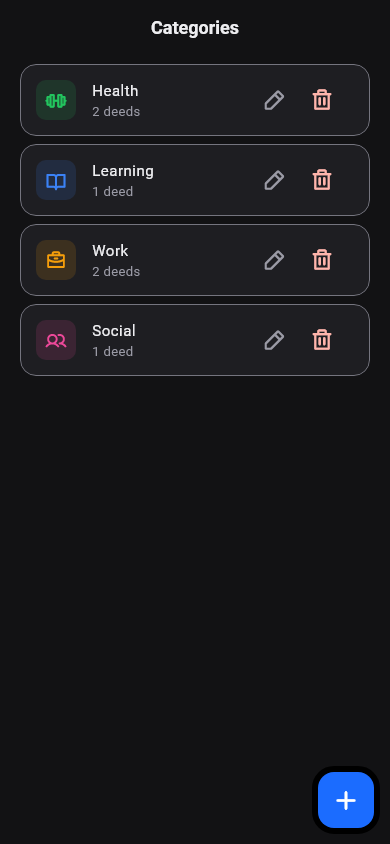 Categories
Health
2 deeds
Learning
1 deed
Work
2 deeds
Social
1 deed